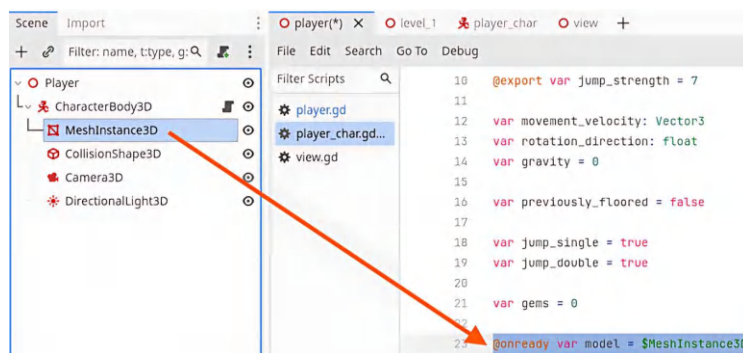 Scene Import
Filter: name, t:type, g:
Player
CharacterBody3D
MeshInstance3D
CollisionShape3D
Camera3D
DirectionalLight3D
player(*) level_1 player_char view
File Edit Search Go To Debug
Filter Scripts
player.gd
player_char.gd...
view.gd
10 @export var jump_strength = 7
11
12 var movement_velocity: Vector3
13 var rotation_direction: float
14 var gravity = 0
15
16 var previously_floored = false
17
18 var jump_single = true
19 var jump_double = true
20
21 var gems = 0
22
23 @onready var model = $MeshInstance3D